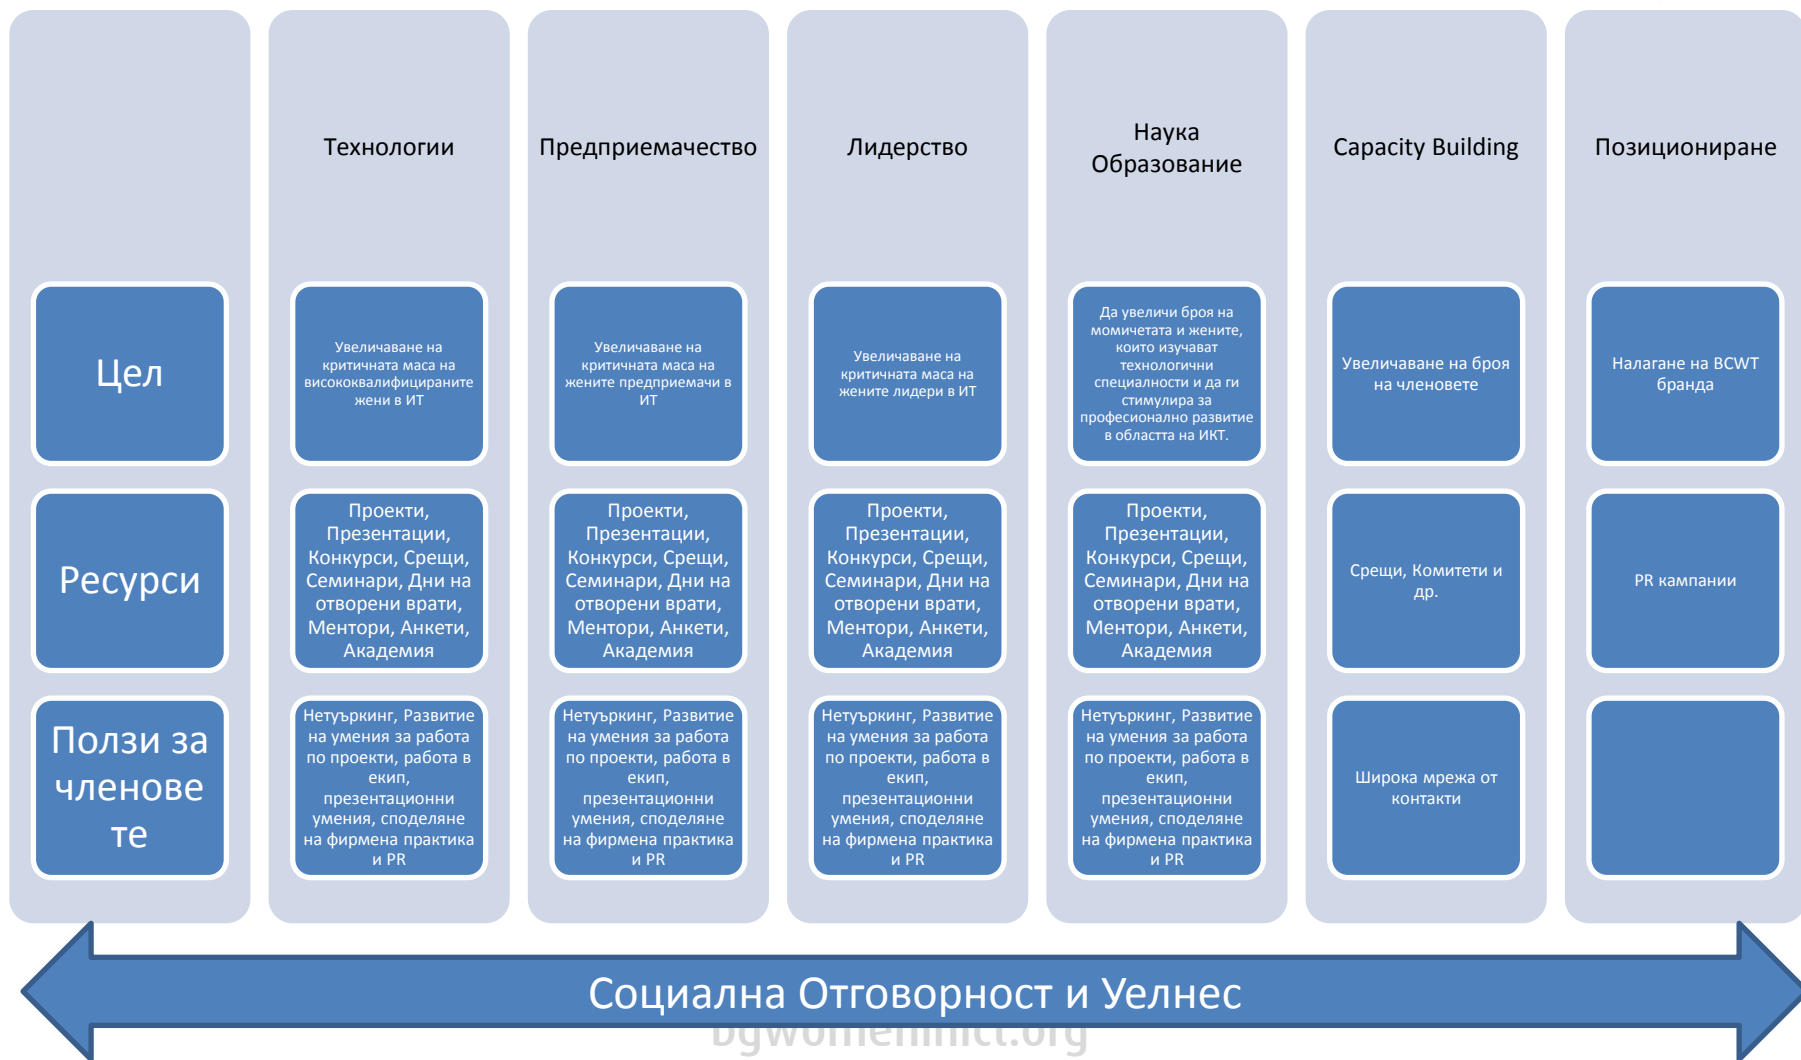 Технологии
Предприемачество
Лидерство
Наука
Образование
Capacity Building
Позициониране
Цел
Увеличаване на
критичната маса на
висококвалифицираните
жени в ИТ
Увеличаване на
критичната маса на
жените предприемачи в
ИТ
Увеличаване на
критичната маса на
жените лидери в ИТ
Да увеличи броя на
момичетата и жените,
които изучават
технологични
специалности и да ги
стимулира за
професионално развитие
в областта на ИКТ.
Увеличаване на броя
на членовете
Налагане на BCWT
бранда
Ресурси
Проекти,
Презентации,
Конкурси, Срещи,
Семинари, Дни на
отворени врати,
Ментори, Анкети,
Академия
Проекти,
Презентации,
Конкурси, Срещи,
Семинари, Дни на
отворени врати,
Ментори, Анкети,
Академия
Проекти,
Презентации,
Конкурси, Срещи,
Семинари, Дни на
отворени врати,
Ментори, Анкети,
Академия
Проекти,
Презентации,
Конкурси, Срещи,
Семинари, Дни на
отворени врати,
Ментори, Анкети,
Академия
Срещи, Комитети и
др.
PR кампании
Ползи за
членове
те
Нетуъркинг, Развитие
на умения за работа
по проекти, работа в
екип,
презентационни
умения, споделяне
на фирмена практика
и PR
Нетуъркинг, Развитие
на умения за работа
по проекти, работа в
екип,
презентационни
умения, споделяне
на фирмена практика
и PR
Нетуъркинг, Развитие
на умения за работа
по проекти, работа в
екип,
презентационни
умения, споделяне
на фирмена практика
и PR
Нетуъркинг, Развитие
на умения за работа
по проекти, работа в
екип,
презентационни
умения, споделяне
на фирмена практика
и PR
Широка мрежа от
контакти
Социална Отговорност и Уелнес
bgwomeninict.org